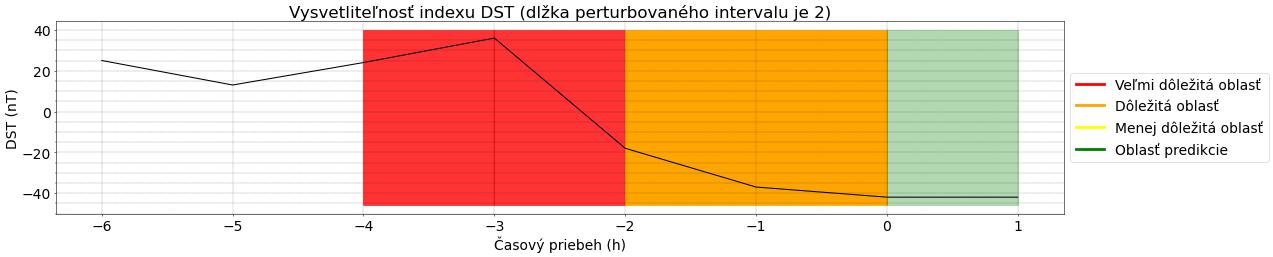 Vysvetliteľnosť indexu DST (dlžka perturbovaného intervalu je 2)
DST (nT)
40
20
0
−20
−40
−6 −5 −4 −3 −2 −1 0 1
Časový priebeh (h)
Veľmi dôležitá oblasť
Dôležitá oblasť
Menej dôležitá oblasť
Oblasť predikcie